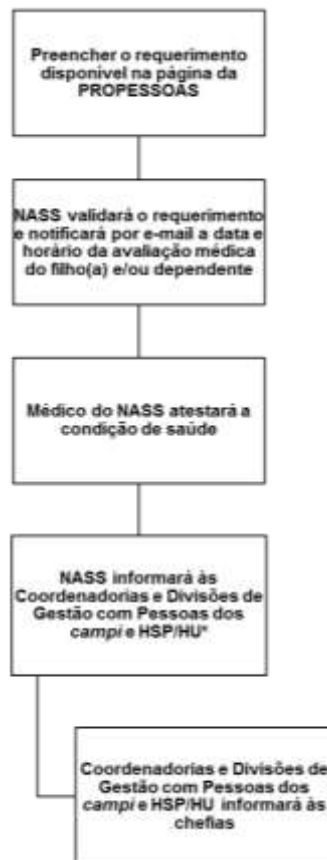 Preencher o requerimento
disponível na página da
PROPESSOAS
NASS validará o requerimento
e notificará por e-mail a data e
horário da avaliação médica
do filho(a) e/ou dependente
Médico do NASS atestará a
condição de saúde
NASS informará às
Coordenadorias e Divisões de
Gestão com Pessoas dos
campi e HSP/HU*
Coordenadorias e Divisões de
Gestão com Pessoas dos
campi e HSP/HU informará às
chefias